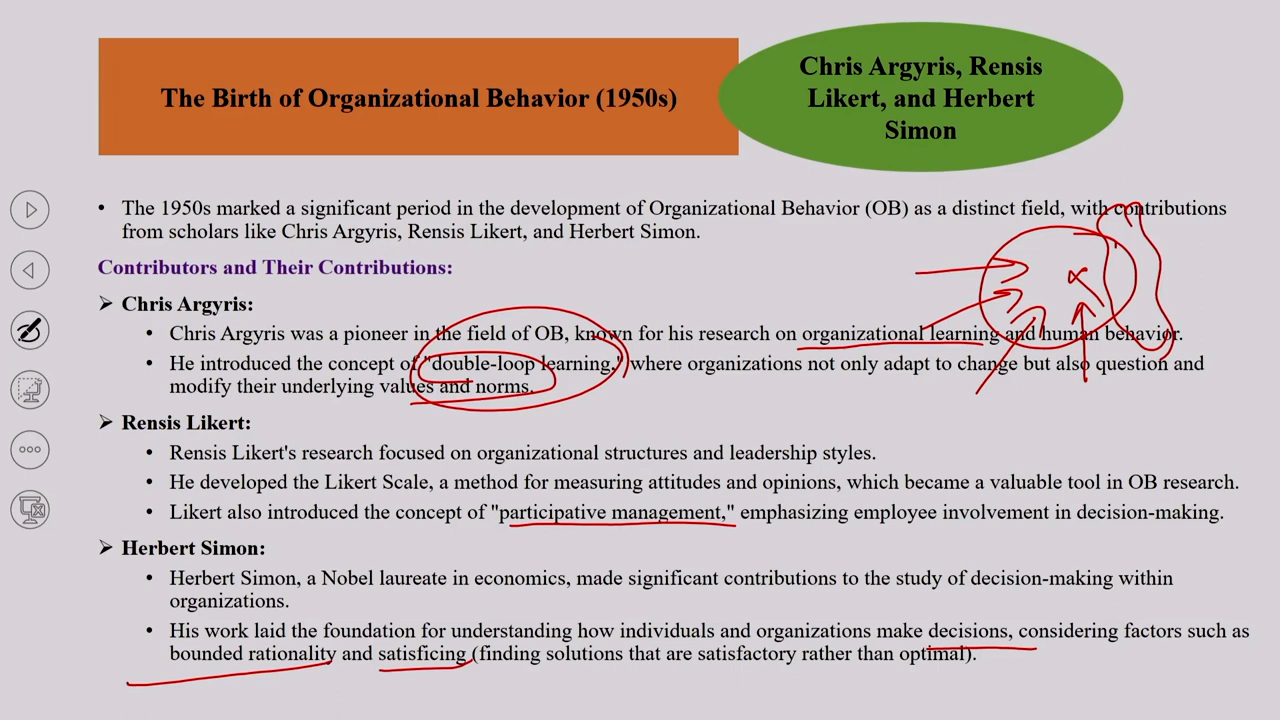 The Birth of Organizational Behavior (1950s)
Chris Argyris, Rensis
Likert, and Herbert
Simon
• The 1950s marked a significant period in the development of Organizational Behavior (OB) as a distinct field, with contributions
from scholars like Chris Argyris, Rensis Likert, and Herbert Simon.
Contributors and Their Contributions:
➢ Chris Argyris:
• Chris Argyris was a pioneer in the field of OB, known for his research on organizational learning and human behavior.
• He introduced the concept of "double-loop learning," where organizations not only adapt to change but also question and
modify their underlying values and norms.
➢ Rensis Likert:
• Rensis Likert's research focused on organizational structures and leadership styles.
• He developed the Likert Scale, a method for measuring attitudes and opinions, which became a valuable tool in OB research.
• Likert also introduced the concept of "participative management," emphasizing employee involvement in decision-making.
➢ Herbert Simon:
• Herbert Simon, a Nobel laureate in economics, made significant contributions to the study of decision-making within
organizations.
• His work laid the foundation for understanding how individuals and organizations make decisions, considering factors such as
bounded rationality and satisficing (finding solutions that are satisfactory rather than optimal).